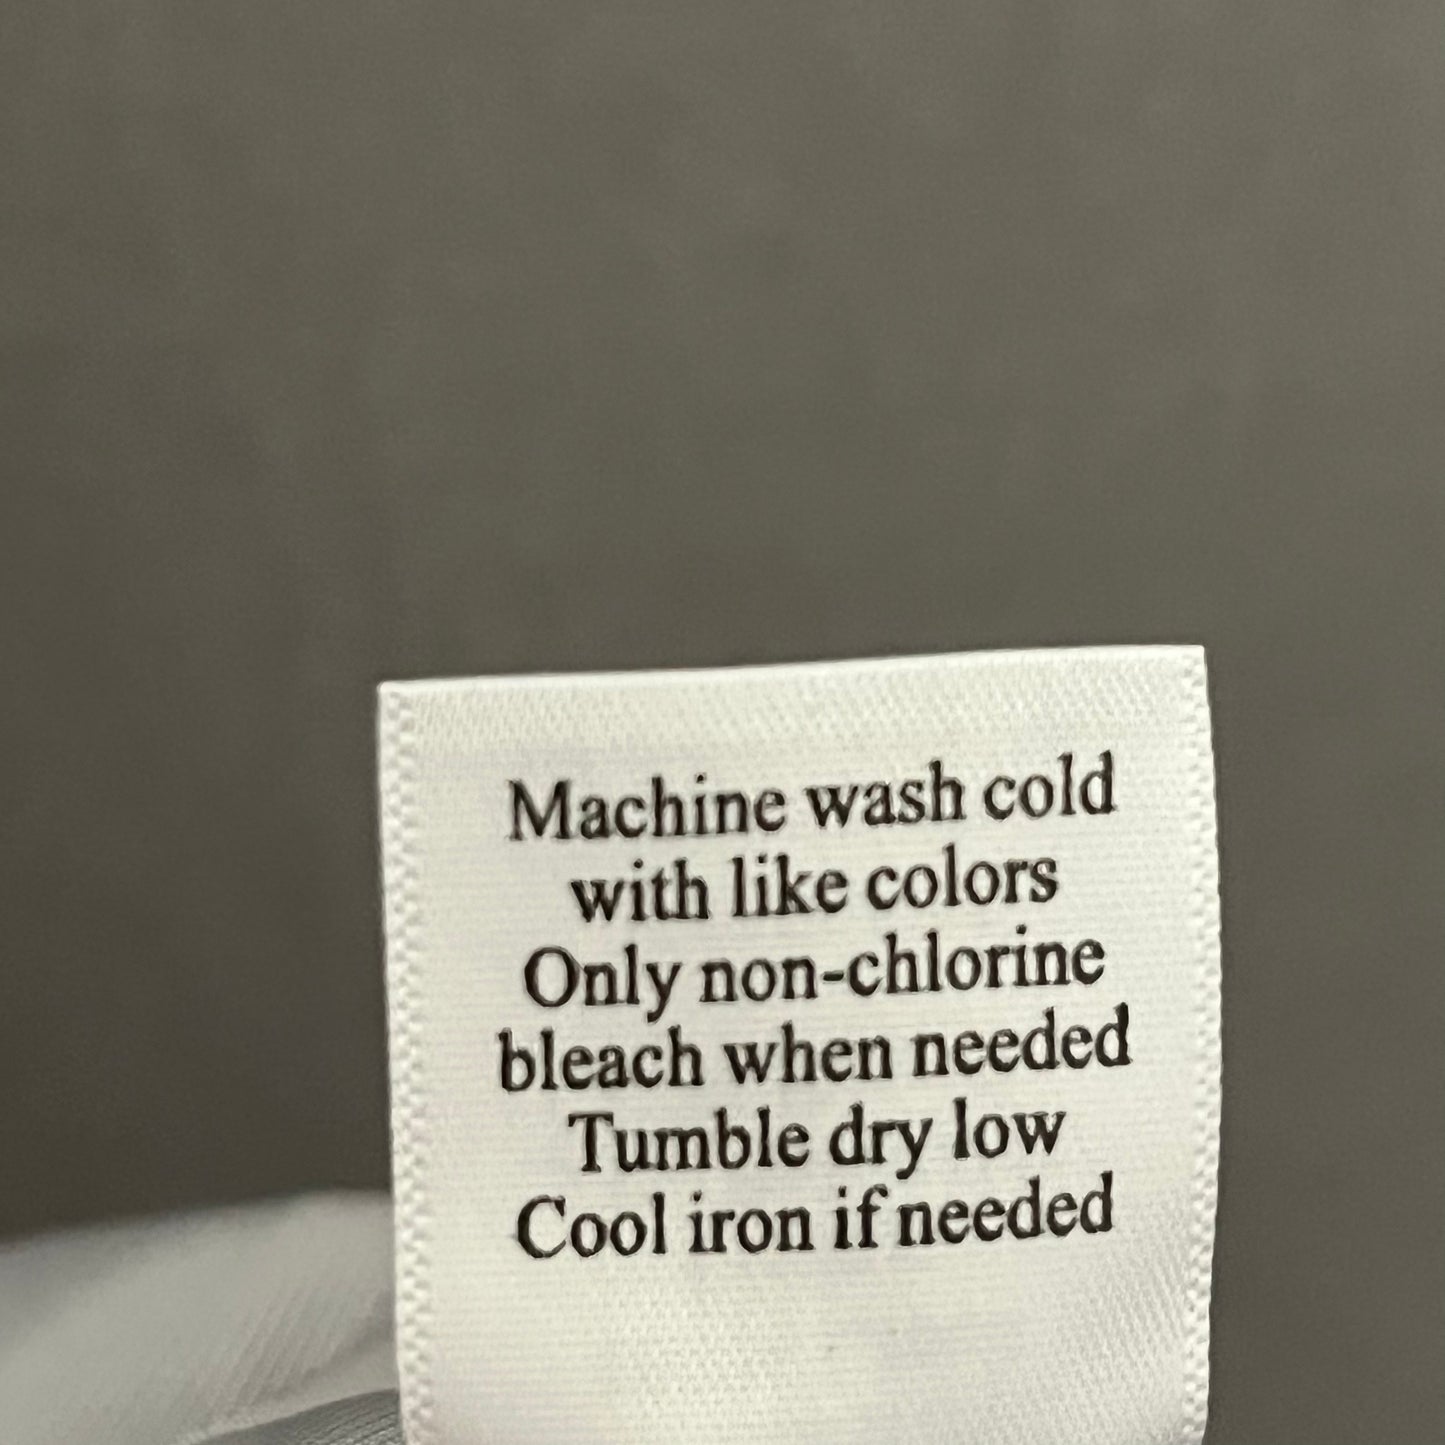 Machine wash cold
with like colors
Only non-chlorine
bleach when needed
Tumble dry low
Cool iron if needed